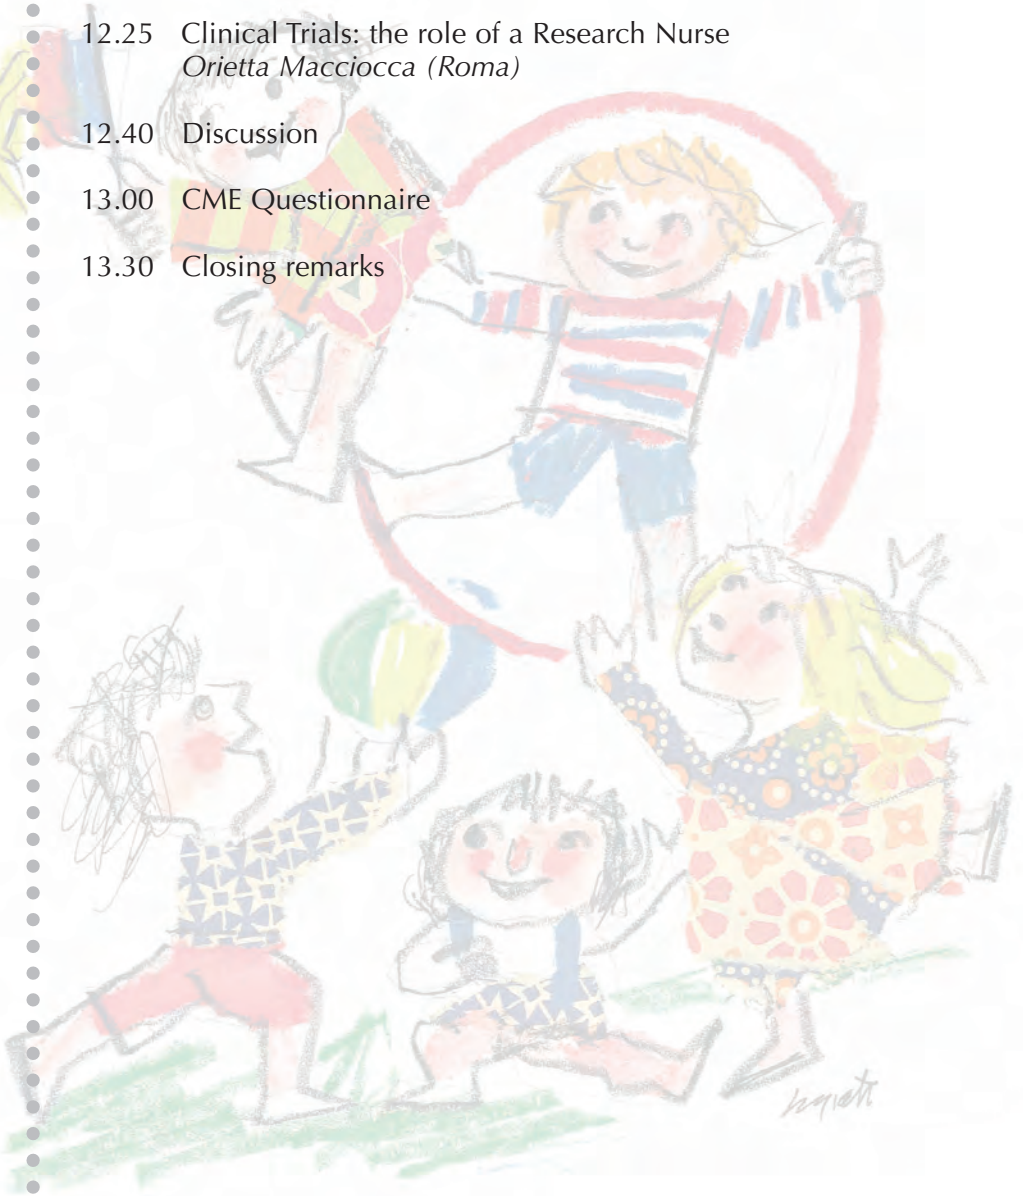 12.25 Clinical Trials: the role of a Research Nurse
Orietta Macciocca (Roma)
12.40 Discussion
13.00 CME Questionnaire
13.30 Closing remarks